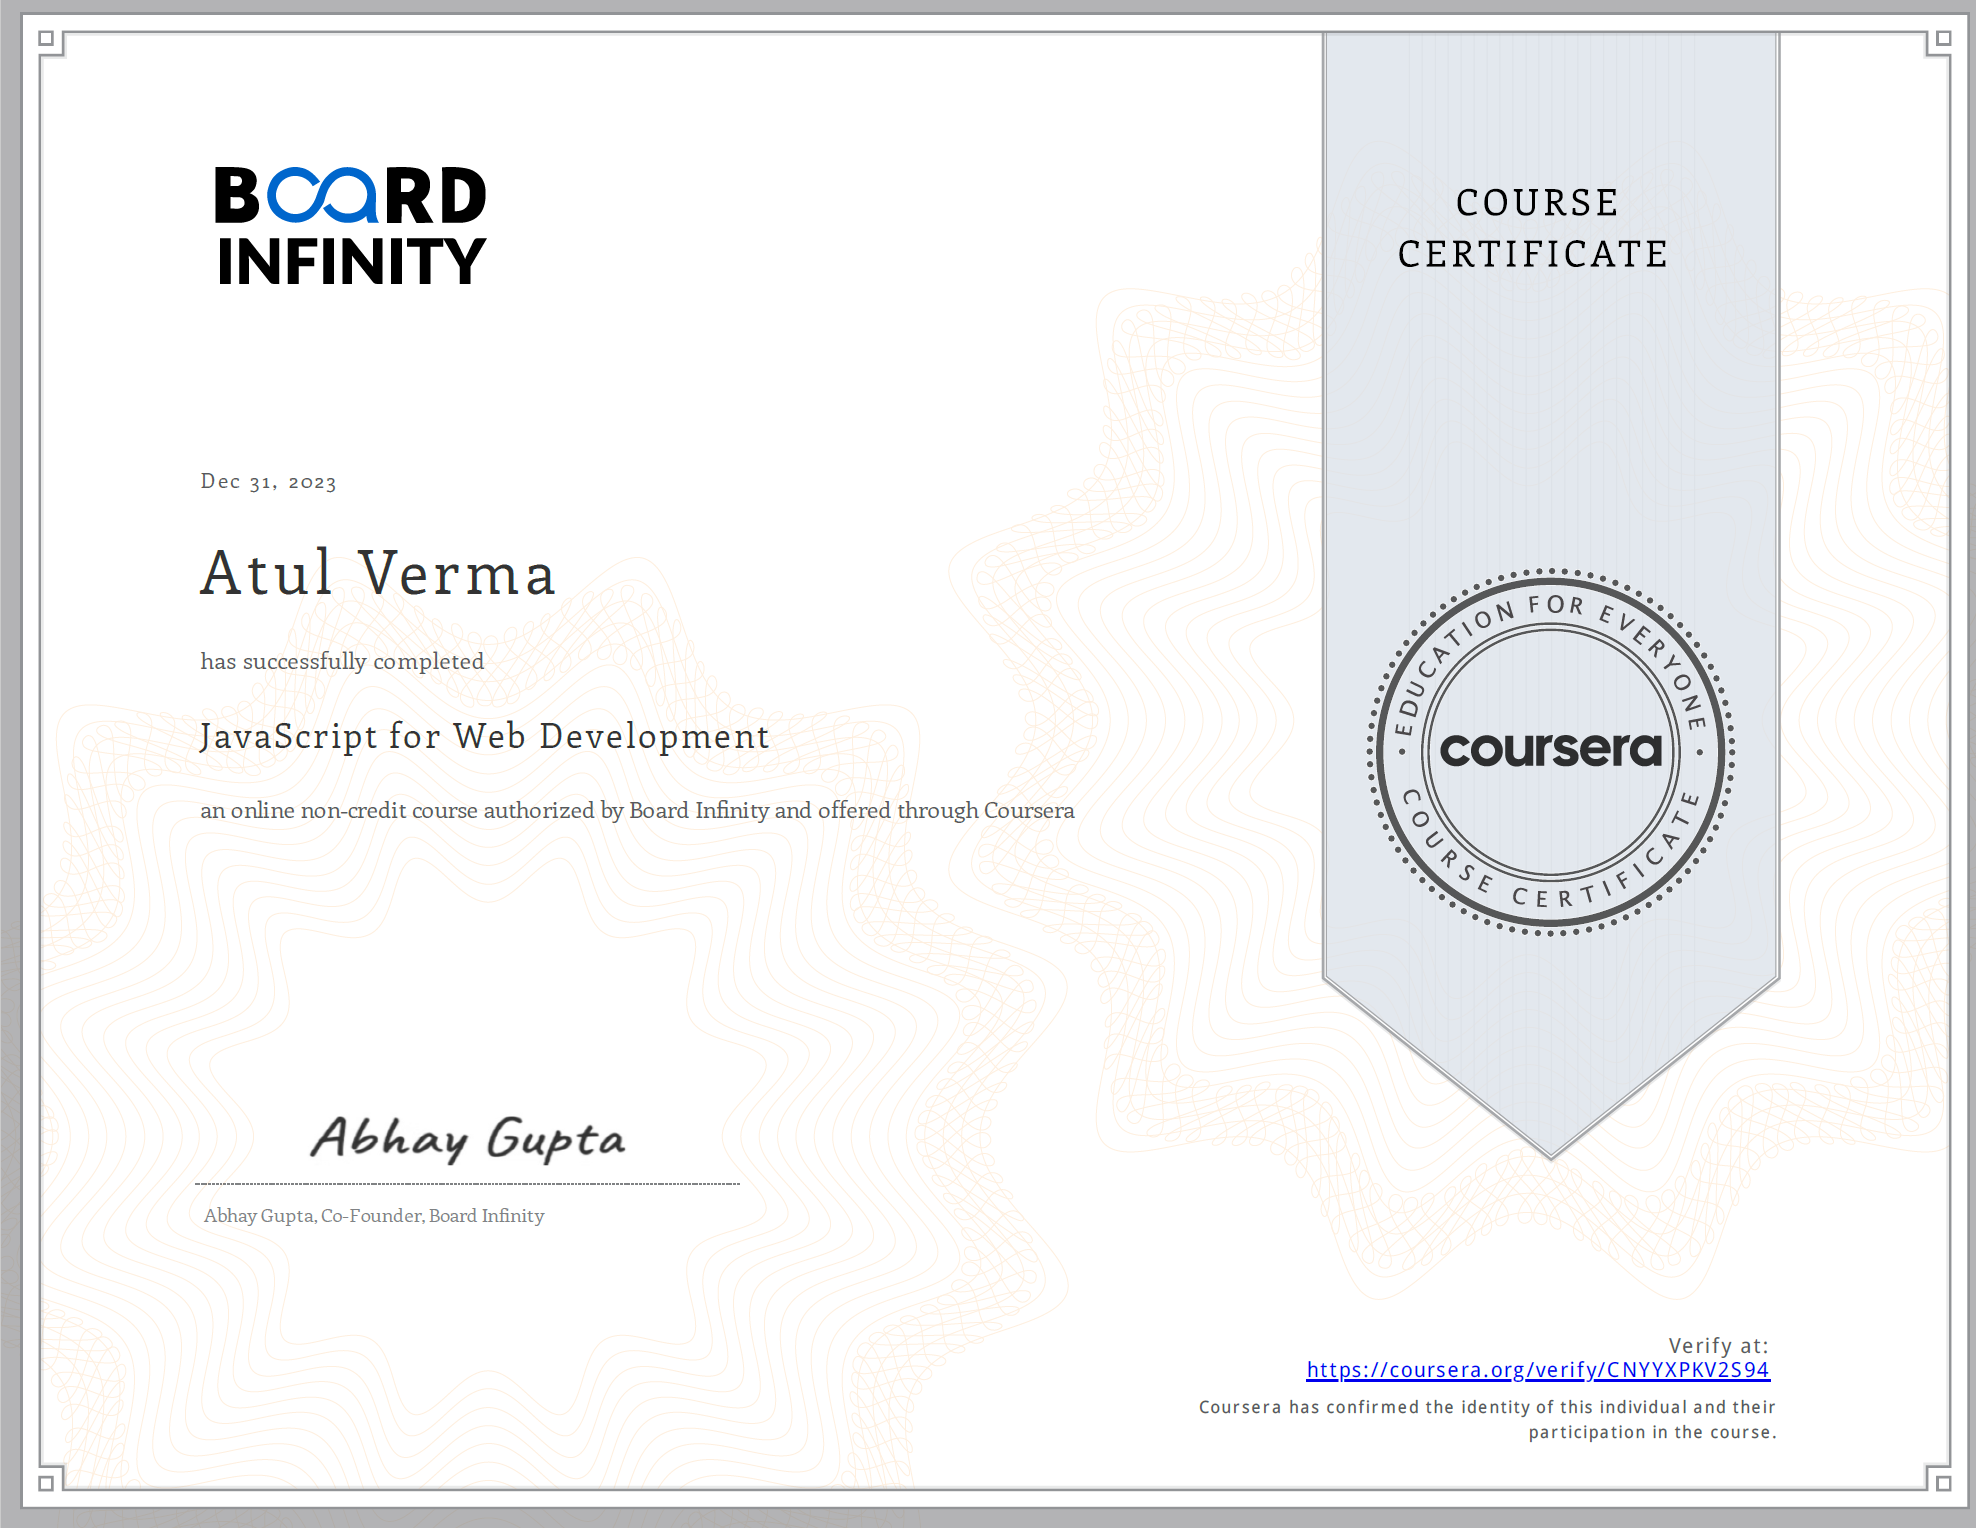 BOARD
INFINITY
COURSE
CERTIFICATE
Dec 31, 2023
Atul Verma
has successfully completed
JavaScript for Web Development
an online non-credit course authorized by Board Infinity and offered through Coursera
EDUCATION FOR EVERYONE
coursera
COURSE CERTIFICATE
Abhay Gupta
Abhay Gupta, Co-Founder, Board Infinity
Verify at:
https://coursera.org/verify/CNYYXPKV2S94
Coursera has confirmed the identity of this individual and their
participation in the course.